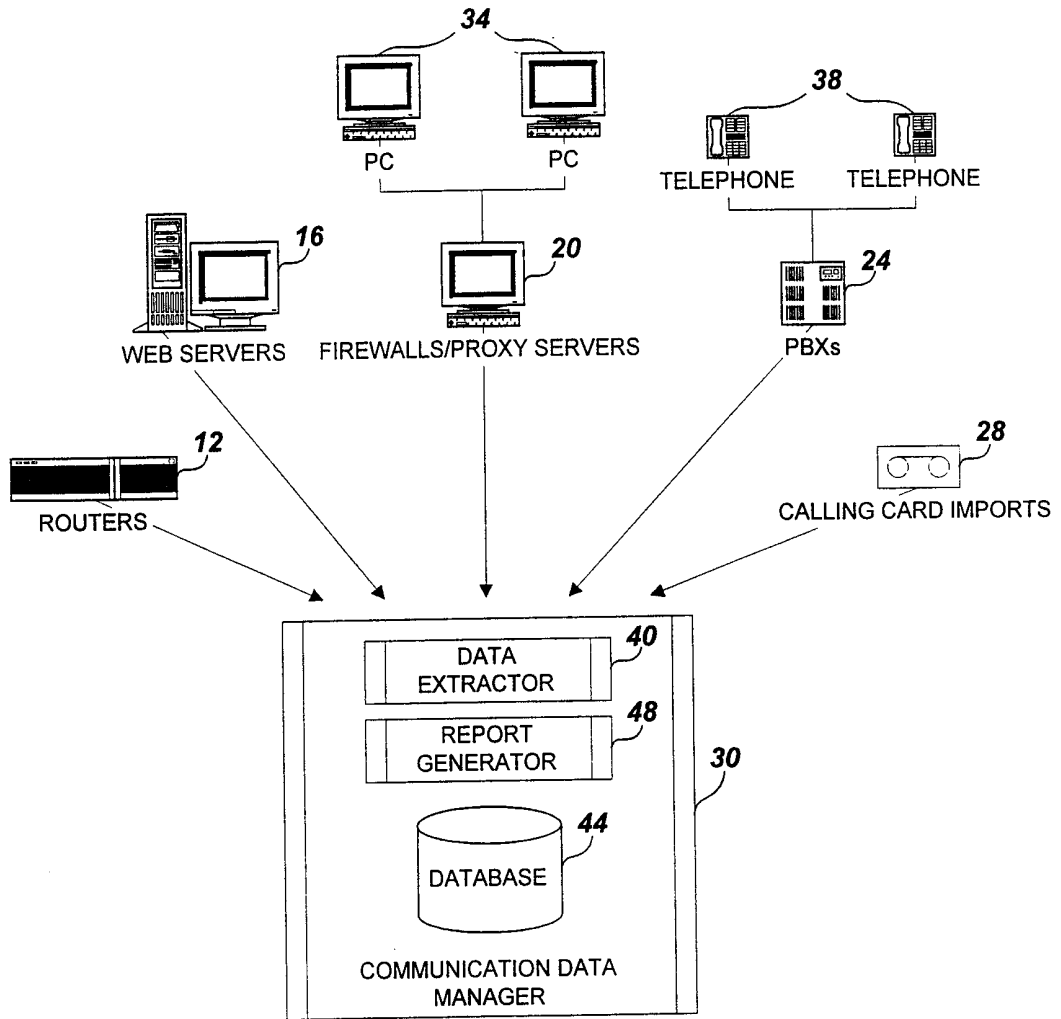 34
38
PC
PC
TELEPHONE
TELEPHONE
16
20
24
WEB SERVERS
FIREWALLS/PROXY SERVERS
PBXs
12
28
ROUTERS
CALLING CARD IMPORTS
40
DATA
EXTRACTOR
48
REPORT
GENERATOR
30
44
DATABASE
COMMUNICATION DATA
MANAGER